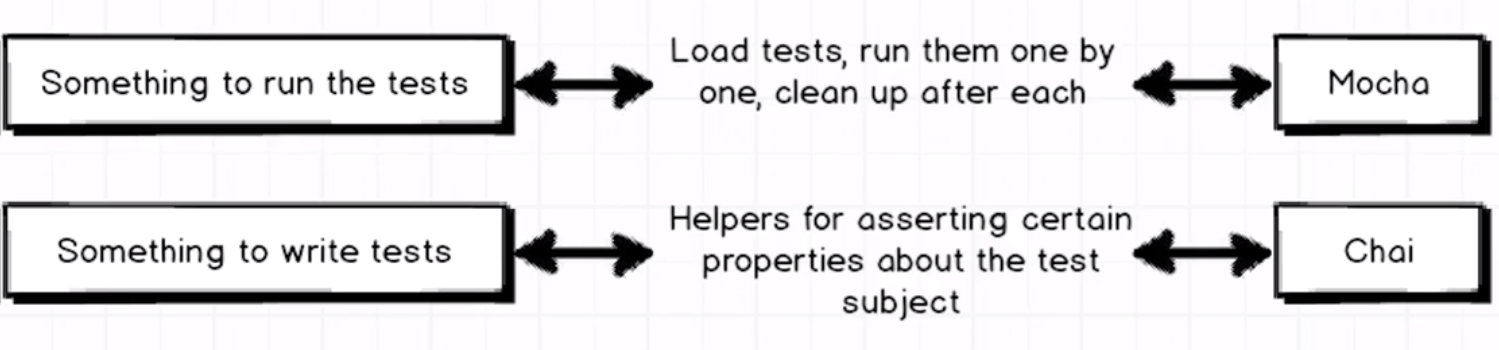 Something to run the tests
Load tests, run them one by
one, clean up after each
Mocha
Something to write tests
Helpers for asserting certain
properties about the test
subject
Chai